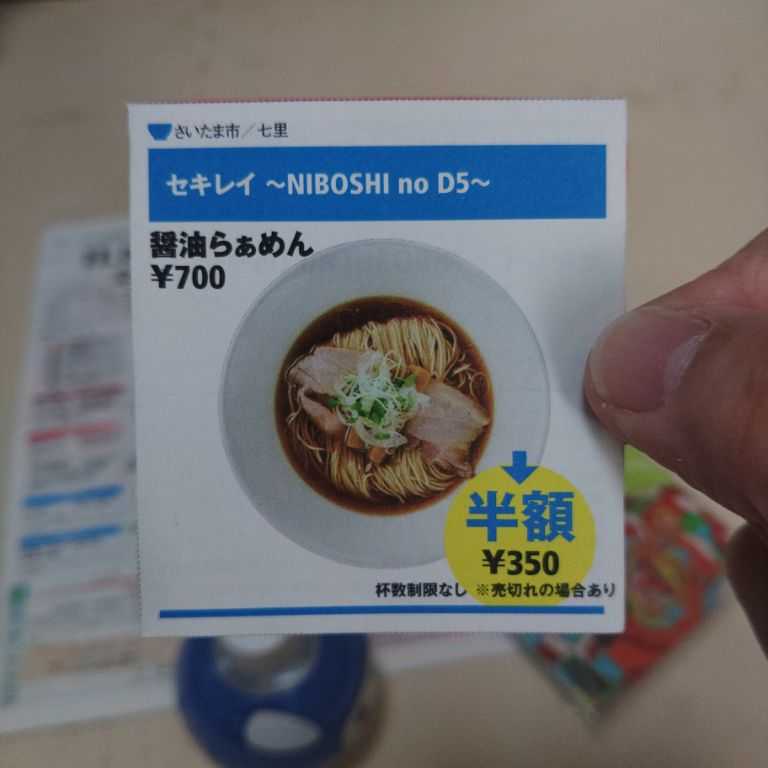 さいたま市／七里
セキレイ ～NIBOSHI no D5～
醤油らぁめん
￥700
半額
￥350
杯数制限なし ※売切れの場合あり